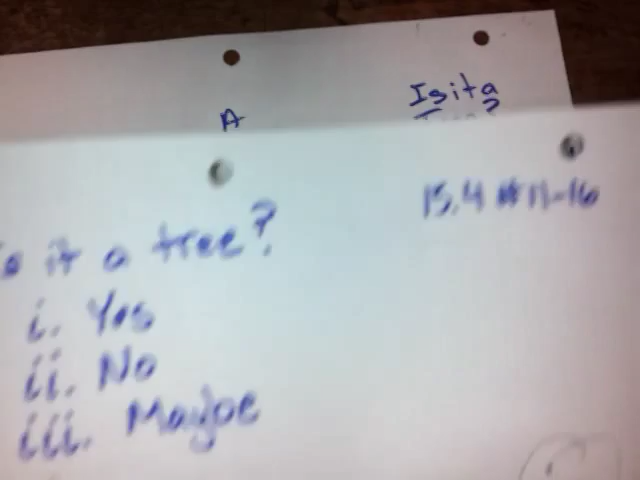 Is it a
?
A
15.4 #11-16
is it a tree?
i. Yes
ii. No
iii. Maybe